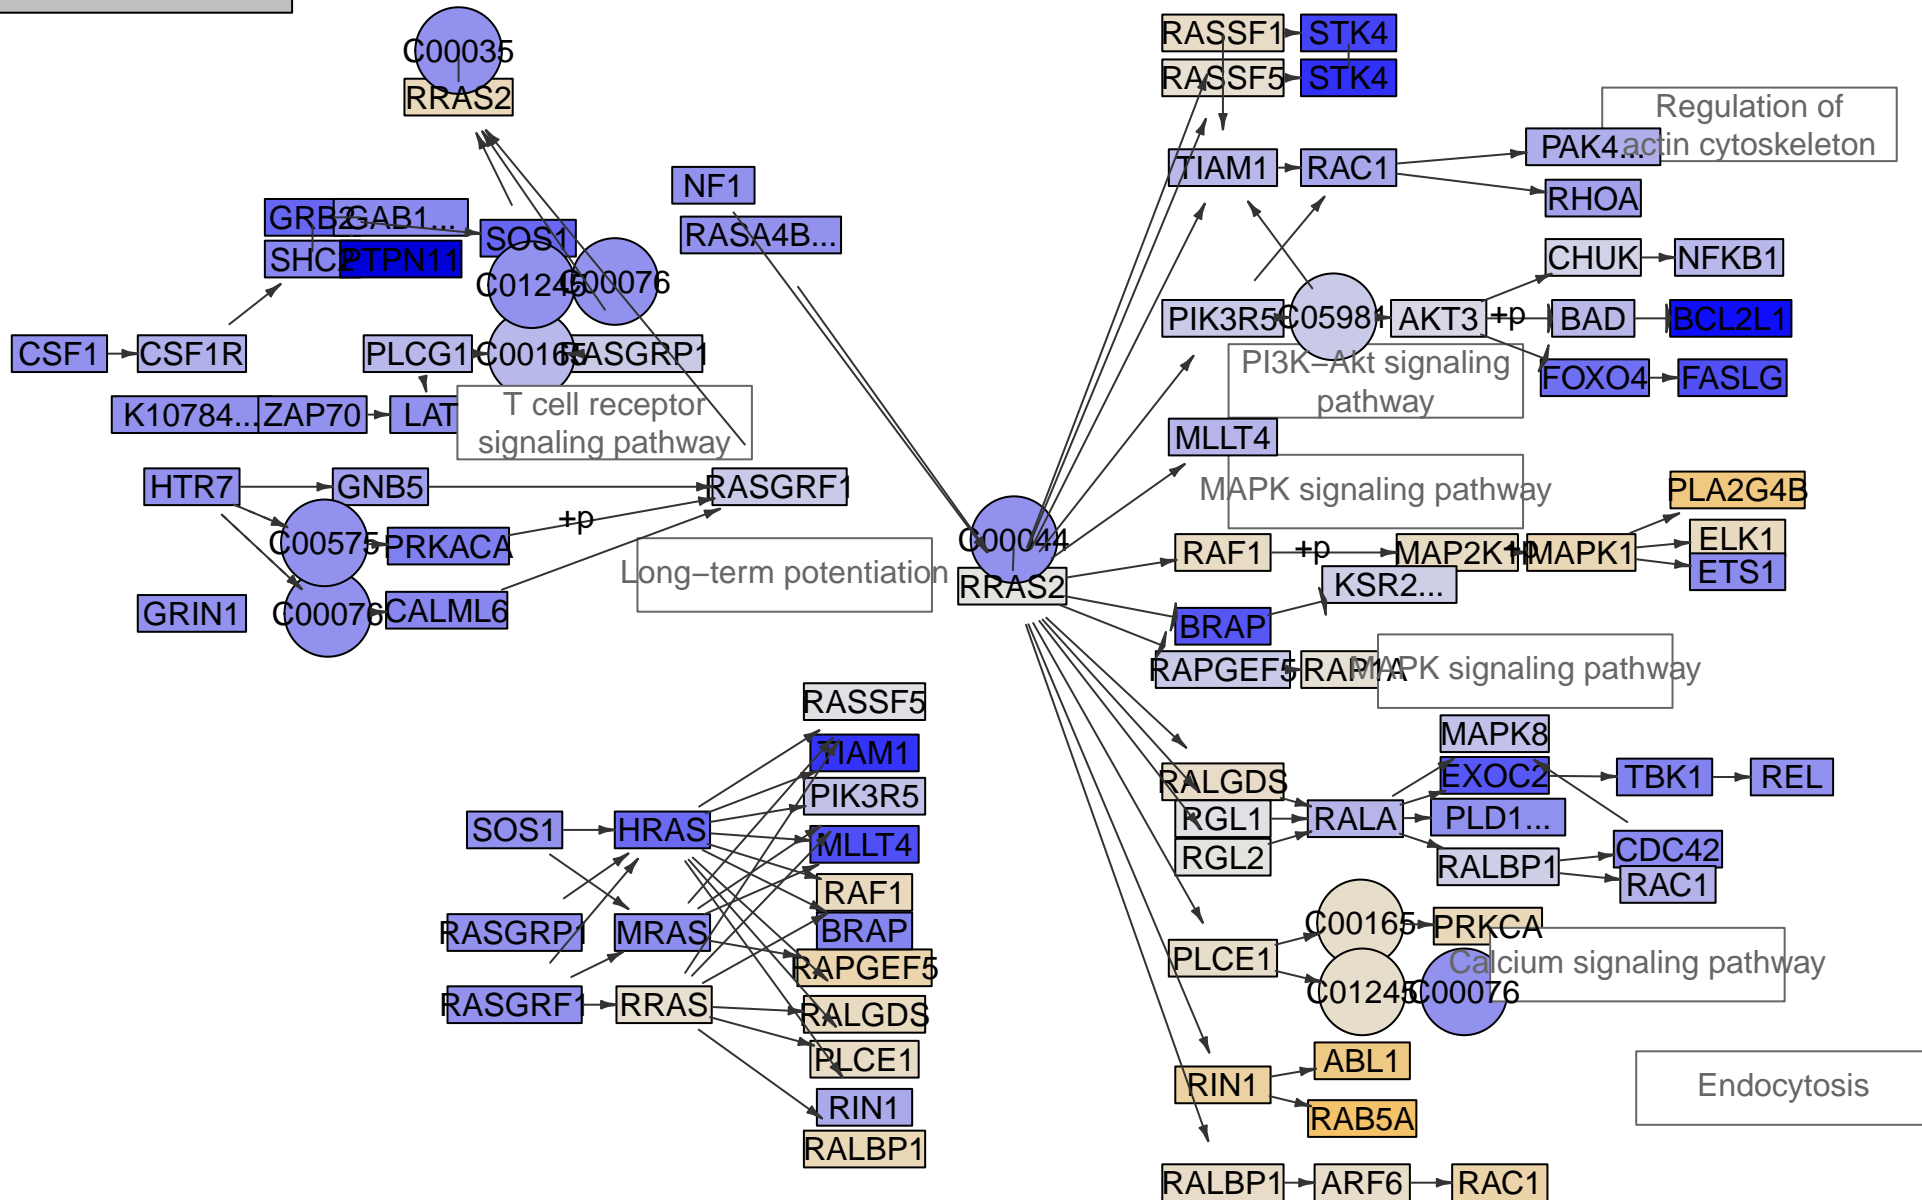 C00035
RRAS2
RASSF1
STK4
RASSF5
STK4
Regulation of
actin cytoskeleton
PAK4...
TIAM1
RAC1
RHOA
NF1
RASA4B...
GRB2
GAB1...
SOS1
SHC2
PTPN11
C01245
C00076
CHUK
NFKB1
PIK3R5
C05981
AKT3
+p
BAD
BCL2L1
CSF1
CSF1R
PLCG1
C00165
RASGRP1
PI3K–Akt signaling
pathway
FOXO4
FASLG
K10784...
ZAP70
LAT
T cell receptor
signaling pathway
MLLT4
HTR7
GNB5
RASGRF1
MAPK signaling pathway
PLA2G4B
+p
C00575
PRKACA
C00044
RRAS2
RAF1
+p
MAP2K1
+p
MAPK1
ELK1
ETS1
Long–term potentiation
KSR2...
GRIN1
C00076
CALML6
BRAP
RAPGEF5
RAP1A
MAPK signaling pathway
RASSF5
TIAM1
PIK3R5
MAPK8
EXOC2
TBK1
REL
RALGDS
RGL1
RGL2
RALA
PLD1...
RALBP1
CDC42
RAC1
SOS1
HRAS
MLLT4
RAF1
BRAP
RASGRP1
MRAS
RAPGEF5
RASGRF1
RRAS
RALGDS
PLCE1
RIN1
RALBP1
PLCE1
C00165
PRKCA
Calcium signaling pathway
C01245
C00076
RIN1
ABL1
RAB5A
Endocytosis
RALBP1
ARF6
RAC1